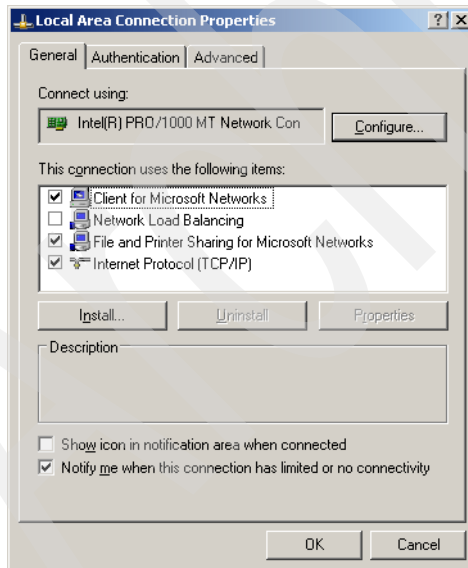 Local Area Connection Properties
General Authentication Advanced
Connect using:
Intel(R) PRO/1000 MT Network Con
Configure...
This connection uses the following items:
Client for Microsoft Networks
Network Load Balancing
File and Printer Sharing for Microsoft Networks
Internet Protocol (TCP/IP)
Install... Uninstall Properties
Description
Show icon in notification area when connected
Notify me when this connection has limited or no connectivity
OK Cancel